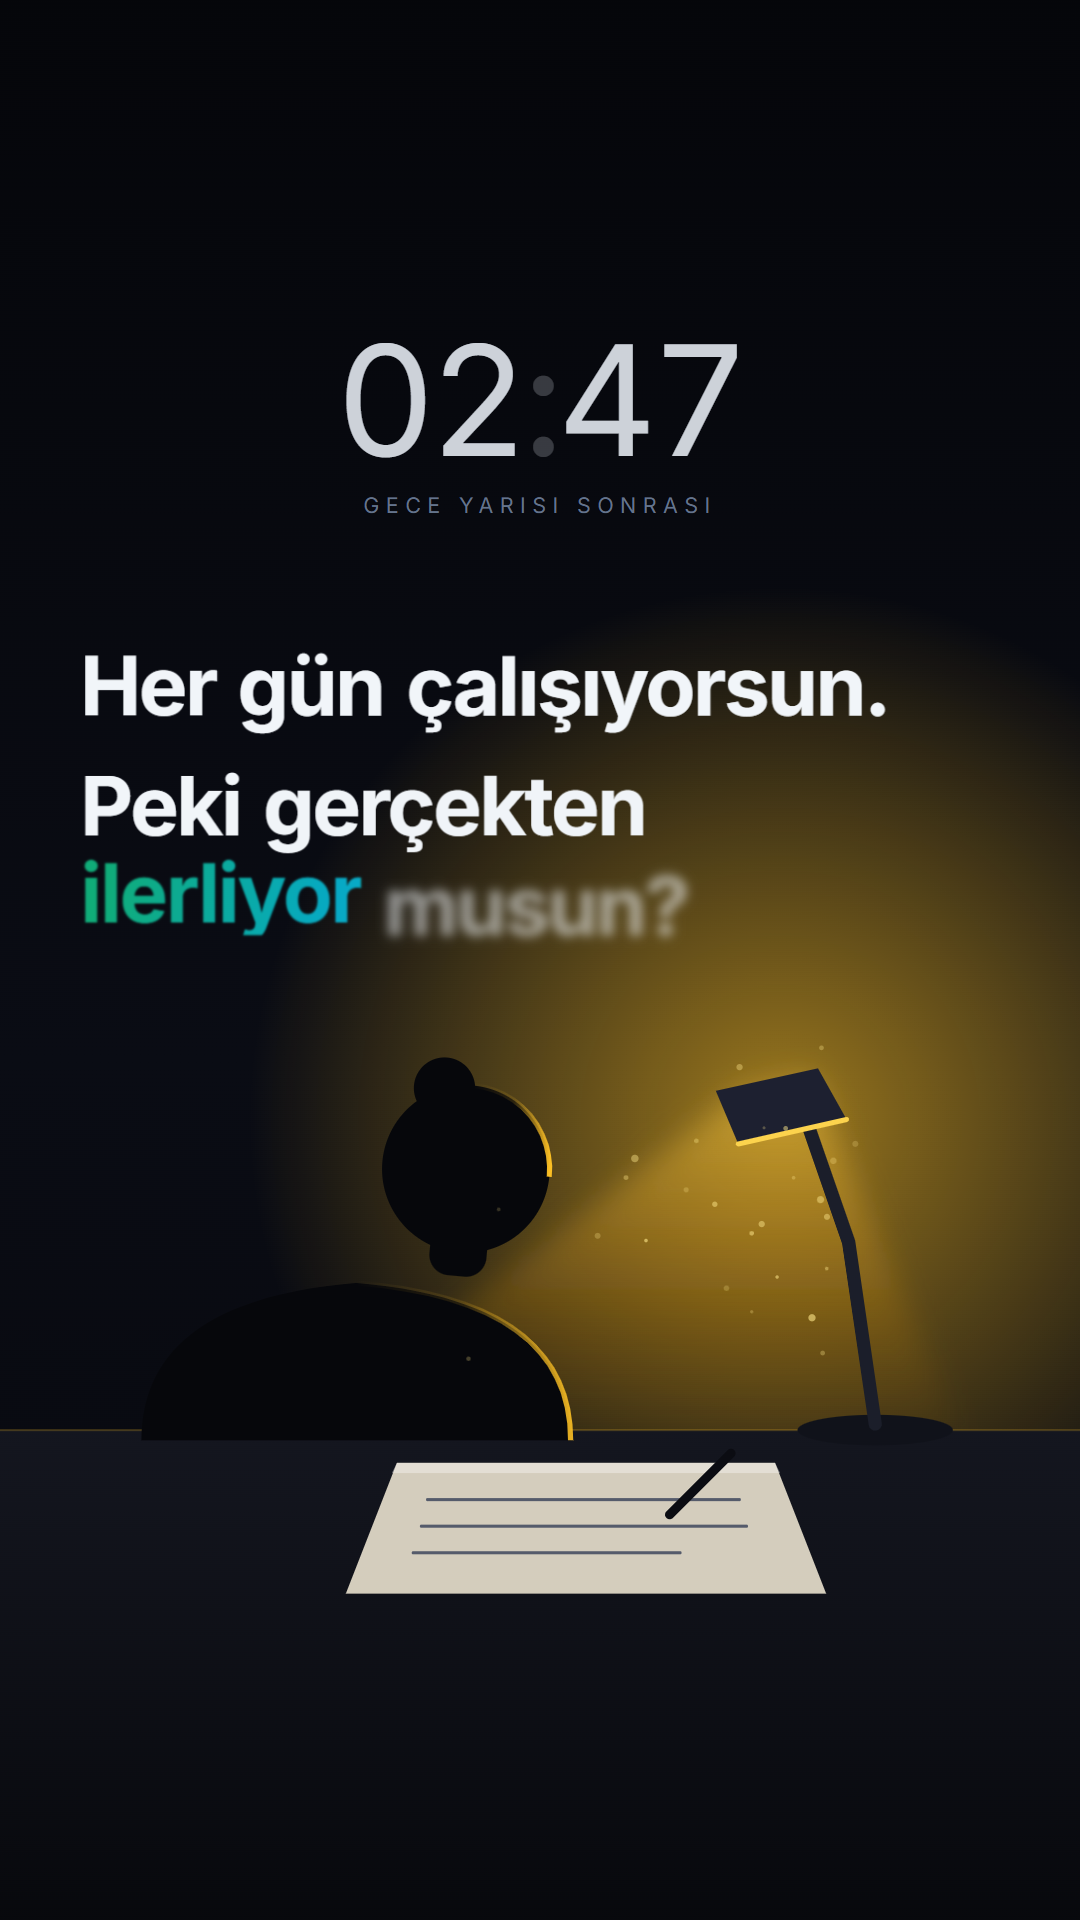 02:47
GECE YARISI SONRASI
Her gün çalışıyorsun.
Peki gerçekten
ilerliyor musun?